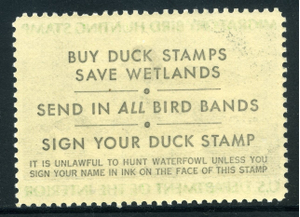 BUY DUCK STAMPS
SAVE WETLANDS
SEND IN ALL BIRD BANDS
SIGN YOUR DUCK STAMP
IT IS UNLAWFUL TO HUNT WATERFOWL UNLESS YOU
SIGN YOUR NAME IN INK ON THE FACE OF THIS STAMP